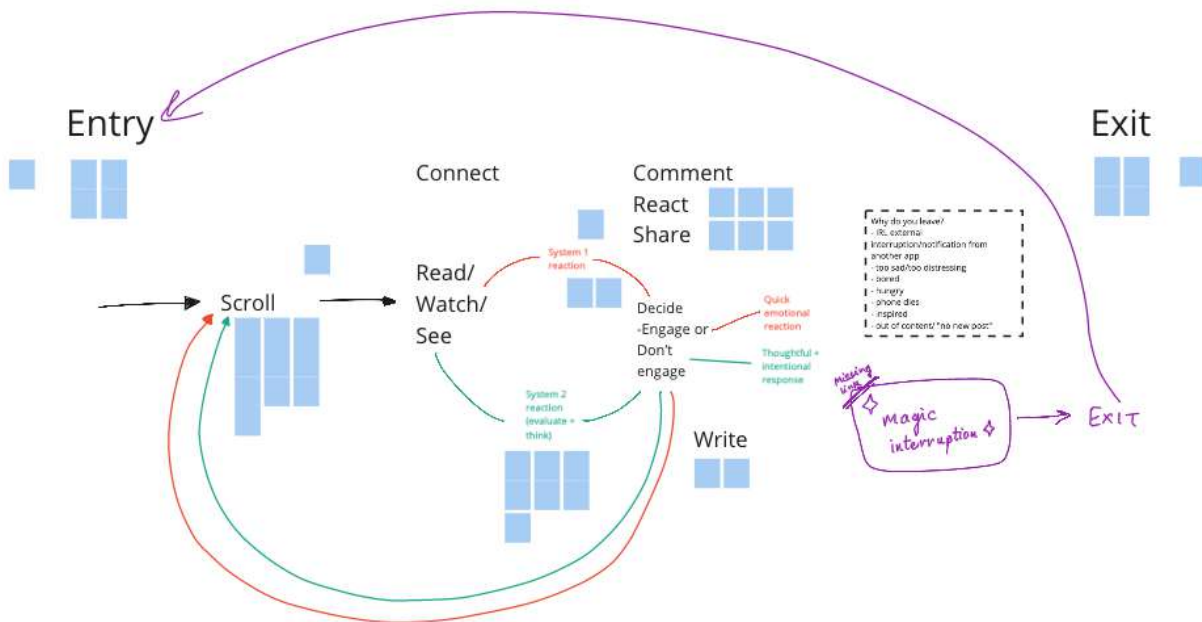 Entry
Exit
Connect
Comment
React
Share
System 1
reaction
Read/
Watch/
See
Scroll
Decide
-Engage or
Don't
engage
Quick
emotional
reaction
Thoughtful +
intentional
response
System 2
reaction
(evaluate +
think)
Write
Why do you leave?
- IRL external
interruption/notification from
another app
- too sad/too distressing
- bored
- hungry
- phone dies
- inspired
- out of content/ "no new post"
Missing
link
magic
interruption
EXIT